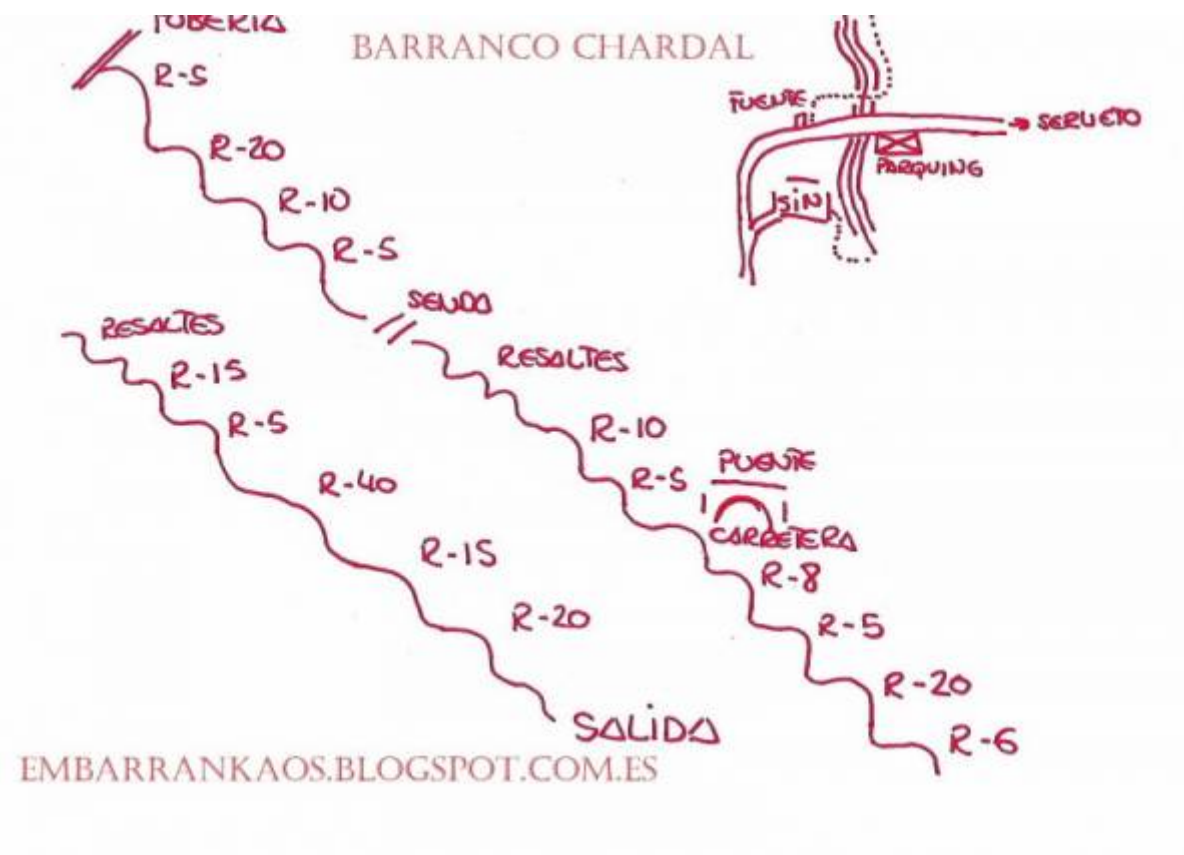 TUBERIA
BARRANCO CHARDAL
R-5
R-20
R-10
R-5
SENDA
RESALTES
R-10
R-5
PUENTE
CARRETERA
R-8
R-5
R-20
R-6
RESALTES
R-15
R-5
R-40
R-15
R-20
SALIDA
FUENTE
SERVETO
PARQUING
SIN
EMBARRANKAOS.BLOGSPOT.COM.ES